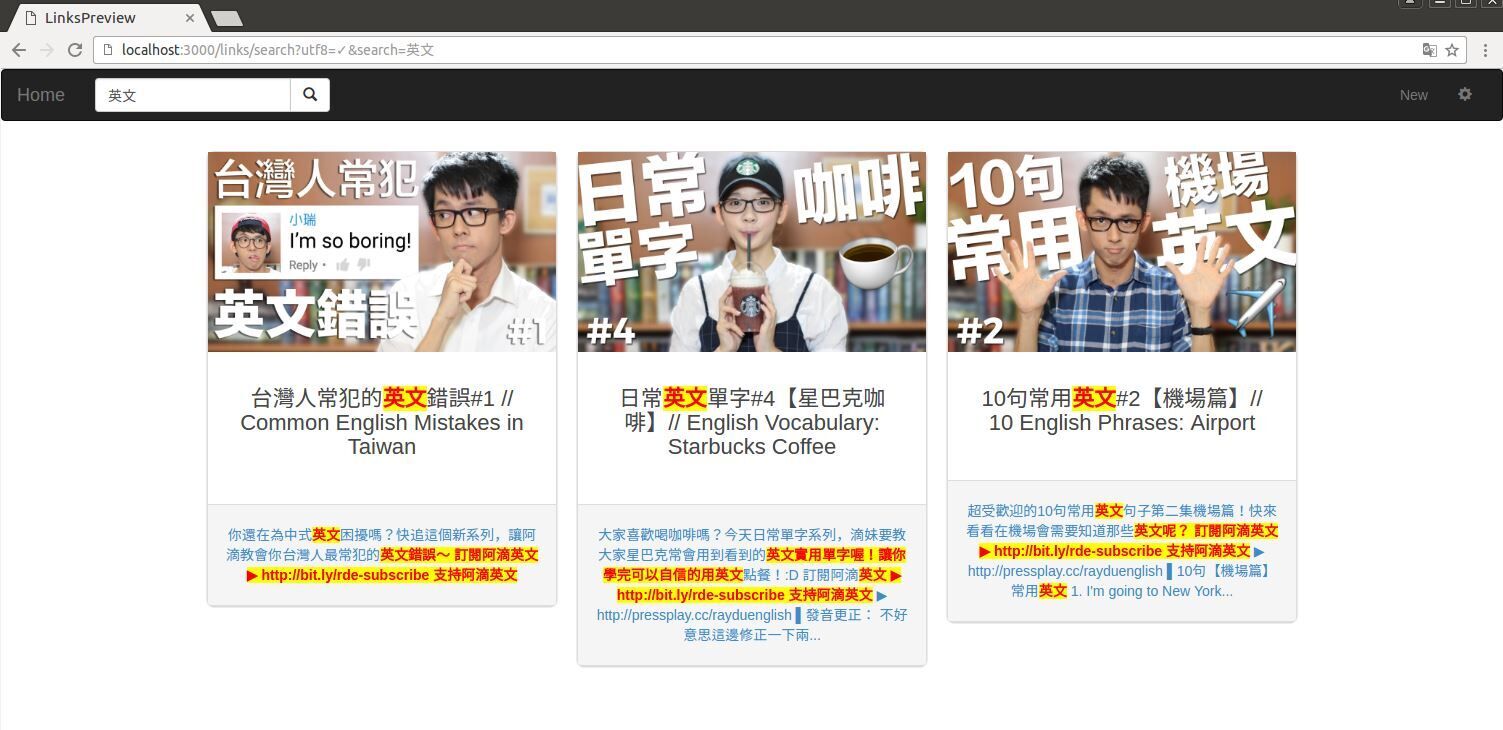 LinksPreview
localhost:3000/links/search?utf8=✓&search=英文
Home
英文
New
台灣人常犯
小瑞
I'm so boring!
Reply •
英文錯誤
#1
台灣人常犯的英文錯誤#1 //
Common English Mistakes in
Taiwan
你還在為中式英文困擾嗎？快追這個新系列，讓阿
滴教會你台灣人最常犯的英文錯誤～ 訂閱阿滴英文
▶ http://bit.ly/rde-subscribe 支持阿滴英文
日常
單字
咖啡
#4
日常英文單字#4【星巴克咖
啡】// English Vocabulary:
Starbucks Coffee
大家喜歡喝咖啡嗎？今天日常單字系列，滴妹要教
大家星巴克常會用到看到的英文實用單字喔！讓你
學完可以自信的用英文點餐！:D 訂閱阿滴英文 ▶
http://bit.ly/rde-subscribe 支持阿滴英文 ▶
http://pressplay.cc/rayduenglish ▌發音更正： 不好
意思這邊修正一下兩...
10句
常用
機場
英文
#2
10句常用英文#2【機場篇】//
10 English Phrases: Airport
超受歡迎的10句常用英文句子第二集機場篇！快來
看看在機場會需要知道那些英文呢？ 訂閱阿滴英文
▶ http://bit.ly/rde-subscribe 支持阿滴英文 ▶
http://pressplay.cc/rayduenglish ▌10句【機場篇】
常用英文 1. I'm going to New York...